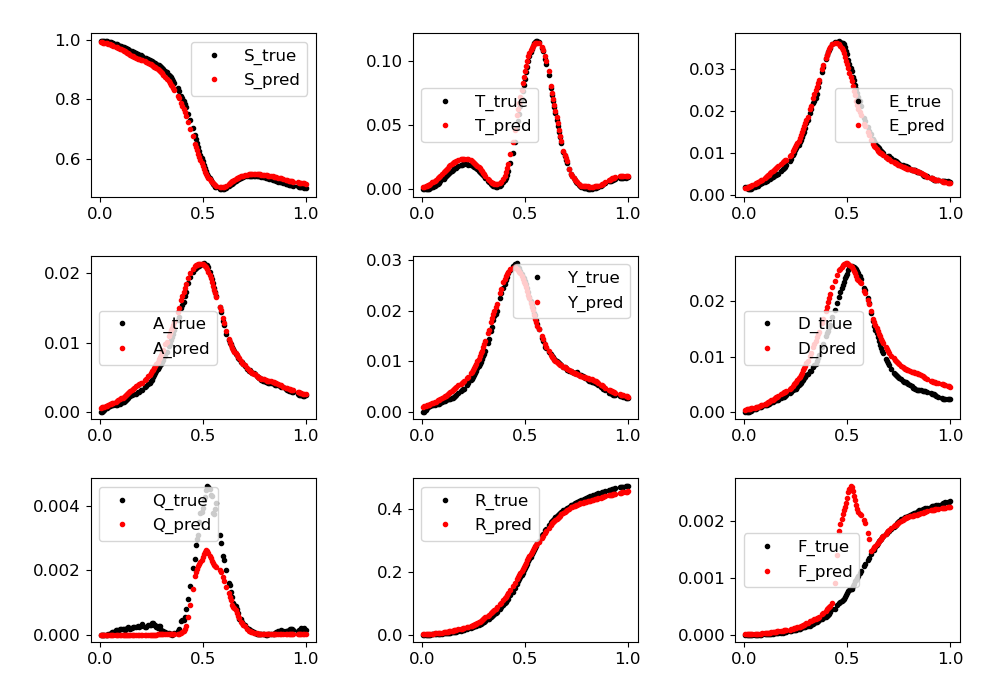 1.0
0.8
0.6
0.0 0.5 1.0
S_true
S_pred
0.10
0.05
0.00
0.0 0.5 1.0
T_true
T_pred
0.03
0.02
0.01
0.00
0.0 0.5 1.0
E_true
E_pred
0.02
0.01
0.00
0.0 0.5 1.0
A_true
A_pred
0.03
0.02
0.01
0.00
0.0 0.5 1.0
Y_true
Y_pred
0.02
0.01
0.00
0.0 0.5 1.0
D_true
D_pred
0.004
0.002
0.000
0.0 0.5 1.0
Q_true
Q_pred
0.4
0.2
0.0
0.0 0.5 1.0
R_true
R_pred
0.002
0.001
0.000
0.0 0.5 1.0
F_true
F_pred